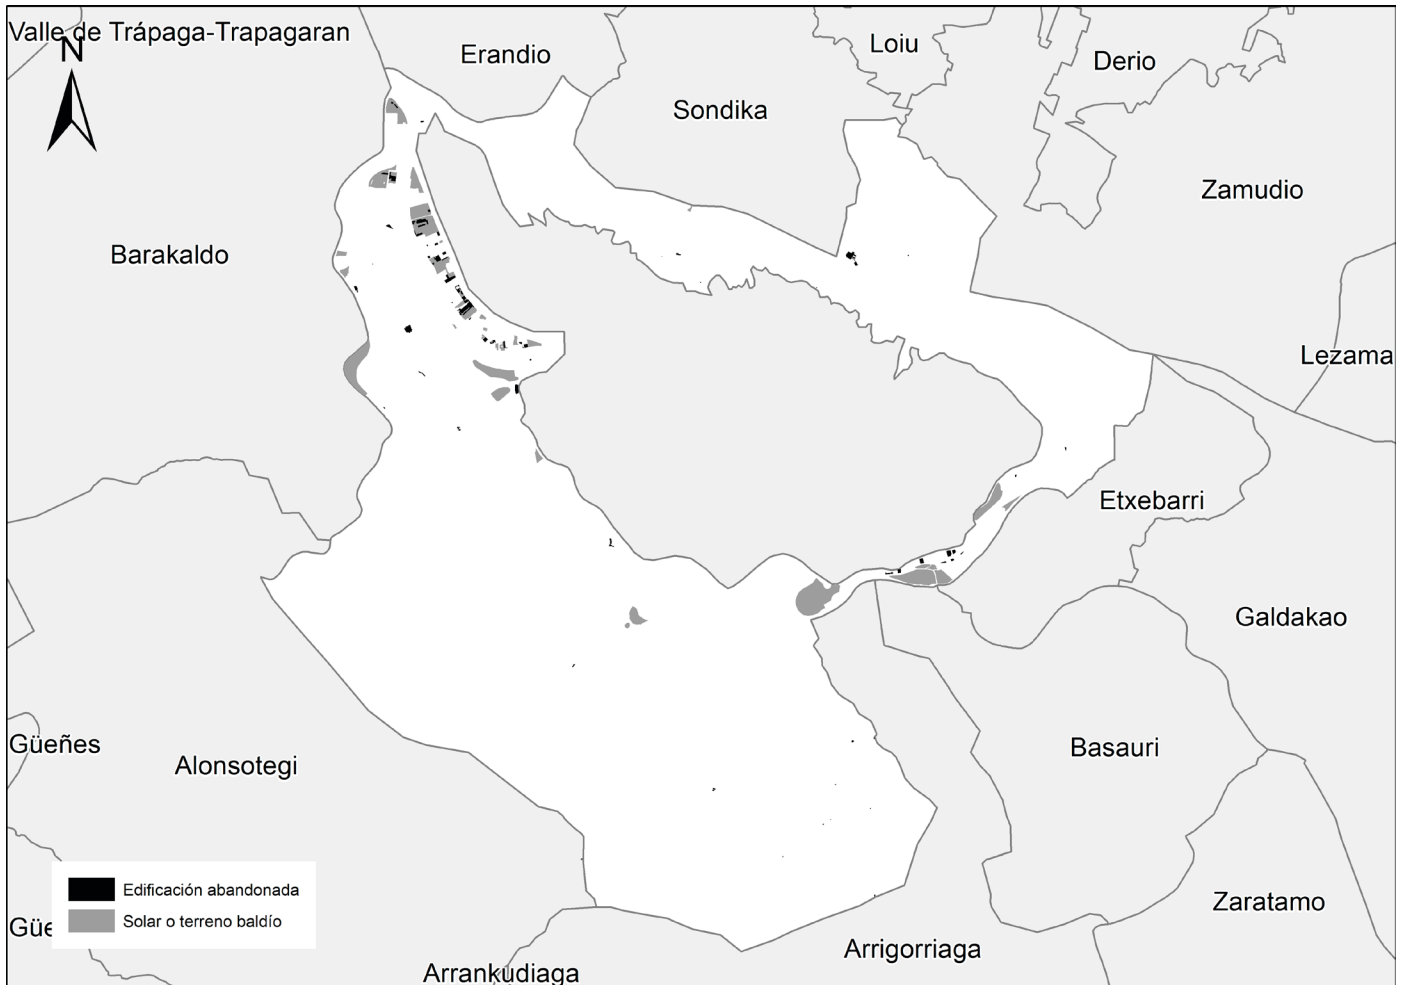 Valle de Trápaga-Trapagaran
N
Erandio
Loiu
Derio
Sondika
Zamudio
Barakaldo
Lezama
Etxebarri
Galdakao
Güeñes
Alonsotegi
Basauri
Edificación abandonada
Solar o terreno baldío
Güe
Zaratamo
Arrigorriaga
Arrankudiaga